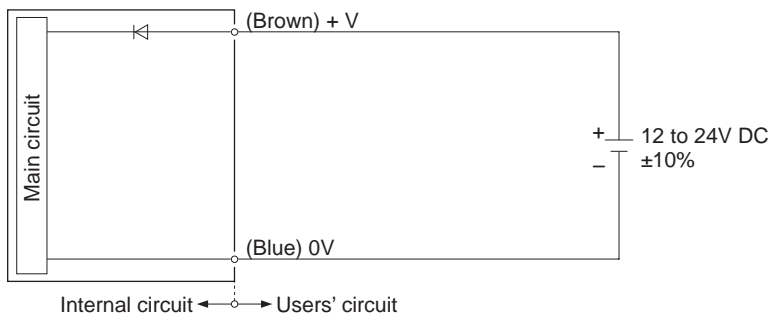 (Brown) + V
Main circuit
+ 12 to 24V DC
− ±10%
(Blue) 0V
Internal circuit Users' circuit